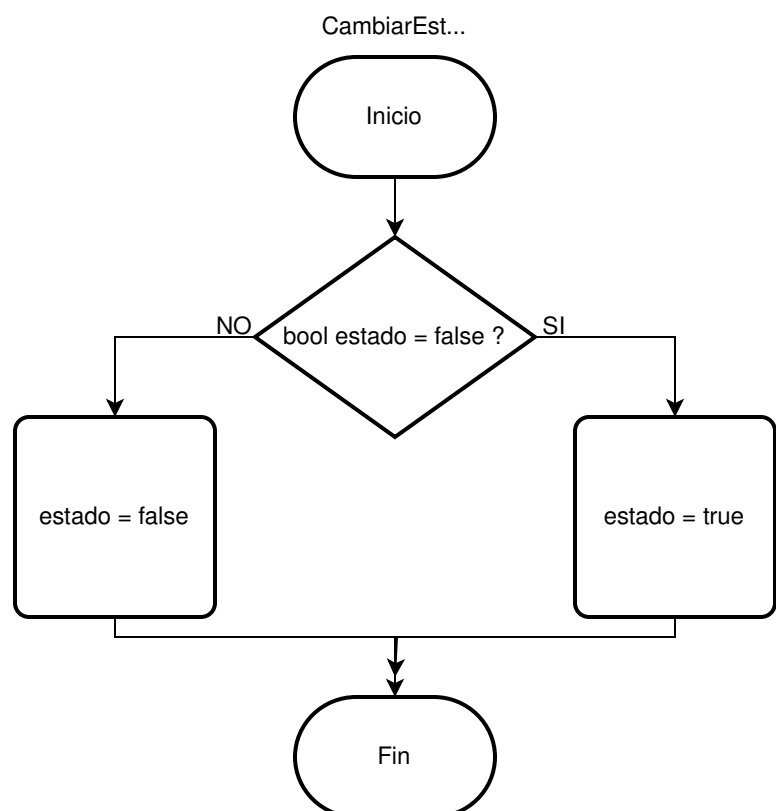 CambiarEst...
Inicio
NO
bool estado = false ?
SI
estado = false
estado = true
Fin